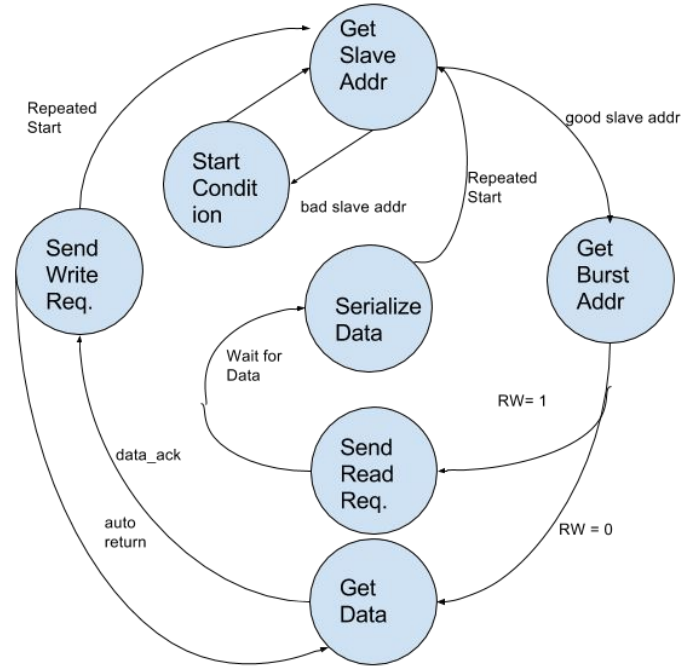 Get
Slave
Addr
Repeated
Start
good slave addr
Start
Condit
ion
Repeated
Start
bad slave addr
Send
Write
Req.
Get
Burst
Addr
Serialize
Data
Wait for
Data
RW= 1
Send
Read
Req.
data_ack
auto
return
RW = 0
Get
Data